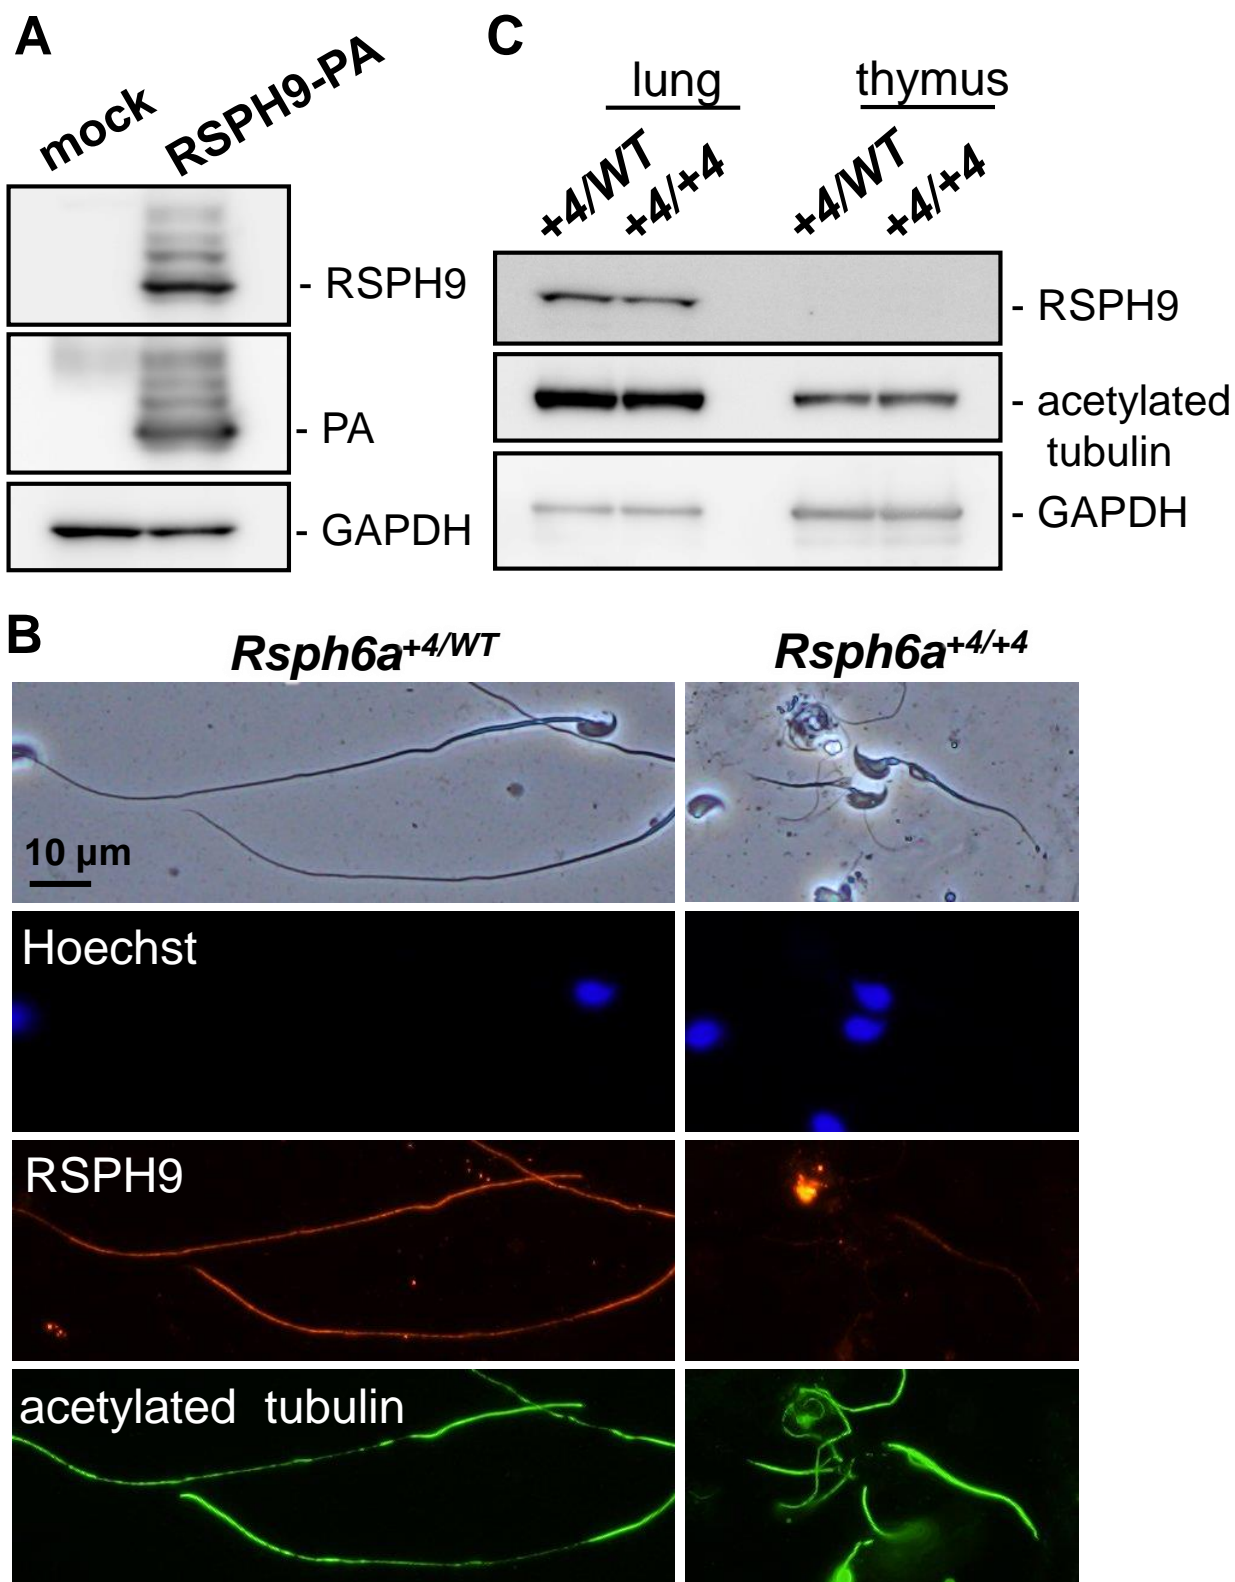 A
mock
RSPH9-PA
- RSPH9
- PA
- GAPDH
C
lung
thymus
+4/WT
+4/+4
+4/WT
+4/+4
- RSPH9
- acetylated
tubulin
- GAPDH
B
Rsph6a+4/WT
Rsph6a+4/+4
10 μm
Hoechst
RSPH9
acetylated tubulin